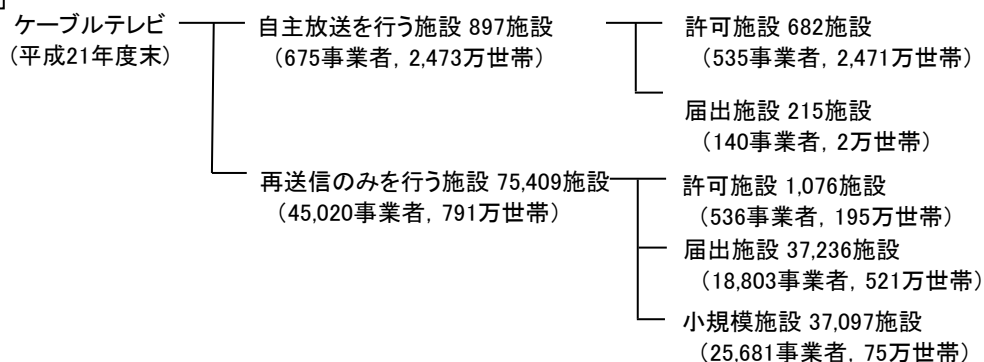 ケーブルテレビ
(平成21年度末)
自主放送を行う施設 897施設
(675事業者, 2,473万世帯)
許可施設 682施設
(535事業者, 2,471万世帯)
届出施設 215施設
(140事業者, 2万世帯)
再送信のみを行う施設 75,409施設
(45,020事業者, 791万世帯)
許可施設 1,076施設
(536事業者, 195万世帯)
届出施設 37,236施設
(18,803事業者, 521万世帯)
小規模施設 37,097施設
(25,681事業者, 75万世帯)